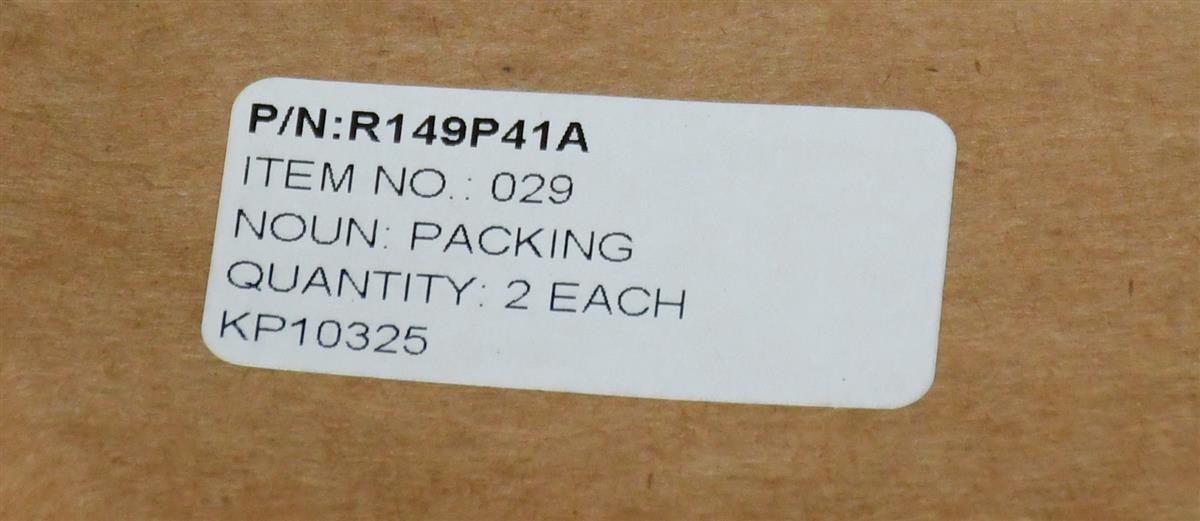 P/N:R149P41A
ITEM NO.: 029
NOUN: PACKING
QUANTITY: 2 EACH
KP10325